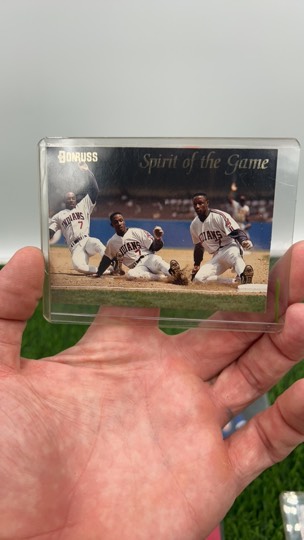 DONRUSS
Spirit of the Game
INDIANS
7
INDIANS
INDIANS